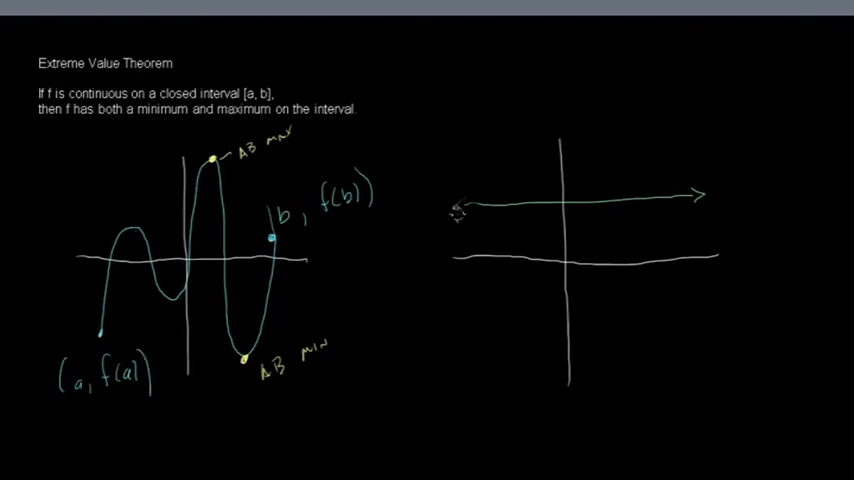 Extreme Value Theorem
If f is continuous on a closed interval [a, b],
then f has both a minimum and maximum on the interval.
AB MAX
b, f(b))
AB MIN
(a, f(a))